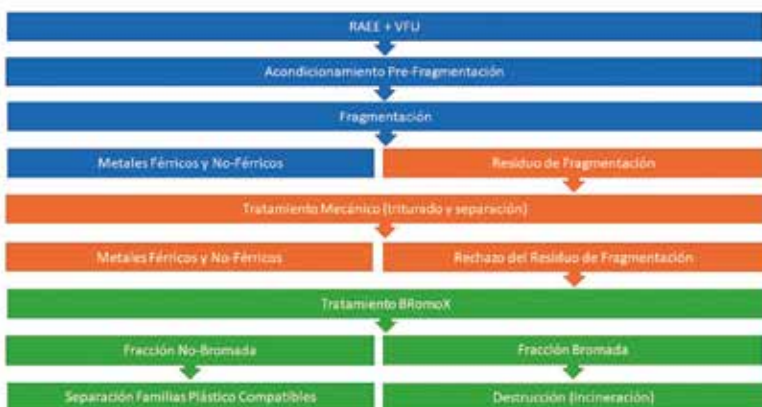 RAEE + VFU
Acondicionamiento Pre-Fragmentación
Fragmentación
Metales Férricos y No-Férricos
Residuo de Fragmentación
Tratamiento Mecánico (triturado y separación)
Metales Férricos y No-Férricos
Rechazo del Residuo de Fragmentación
Tratamiento BRomoX
Fracción No-Bromada
Fracción Bromada
Separación Familias Plástico Compatibles
Destrucción (Incineración)